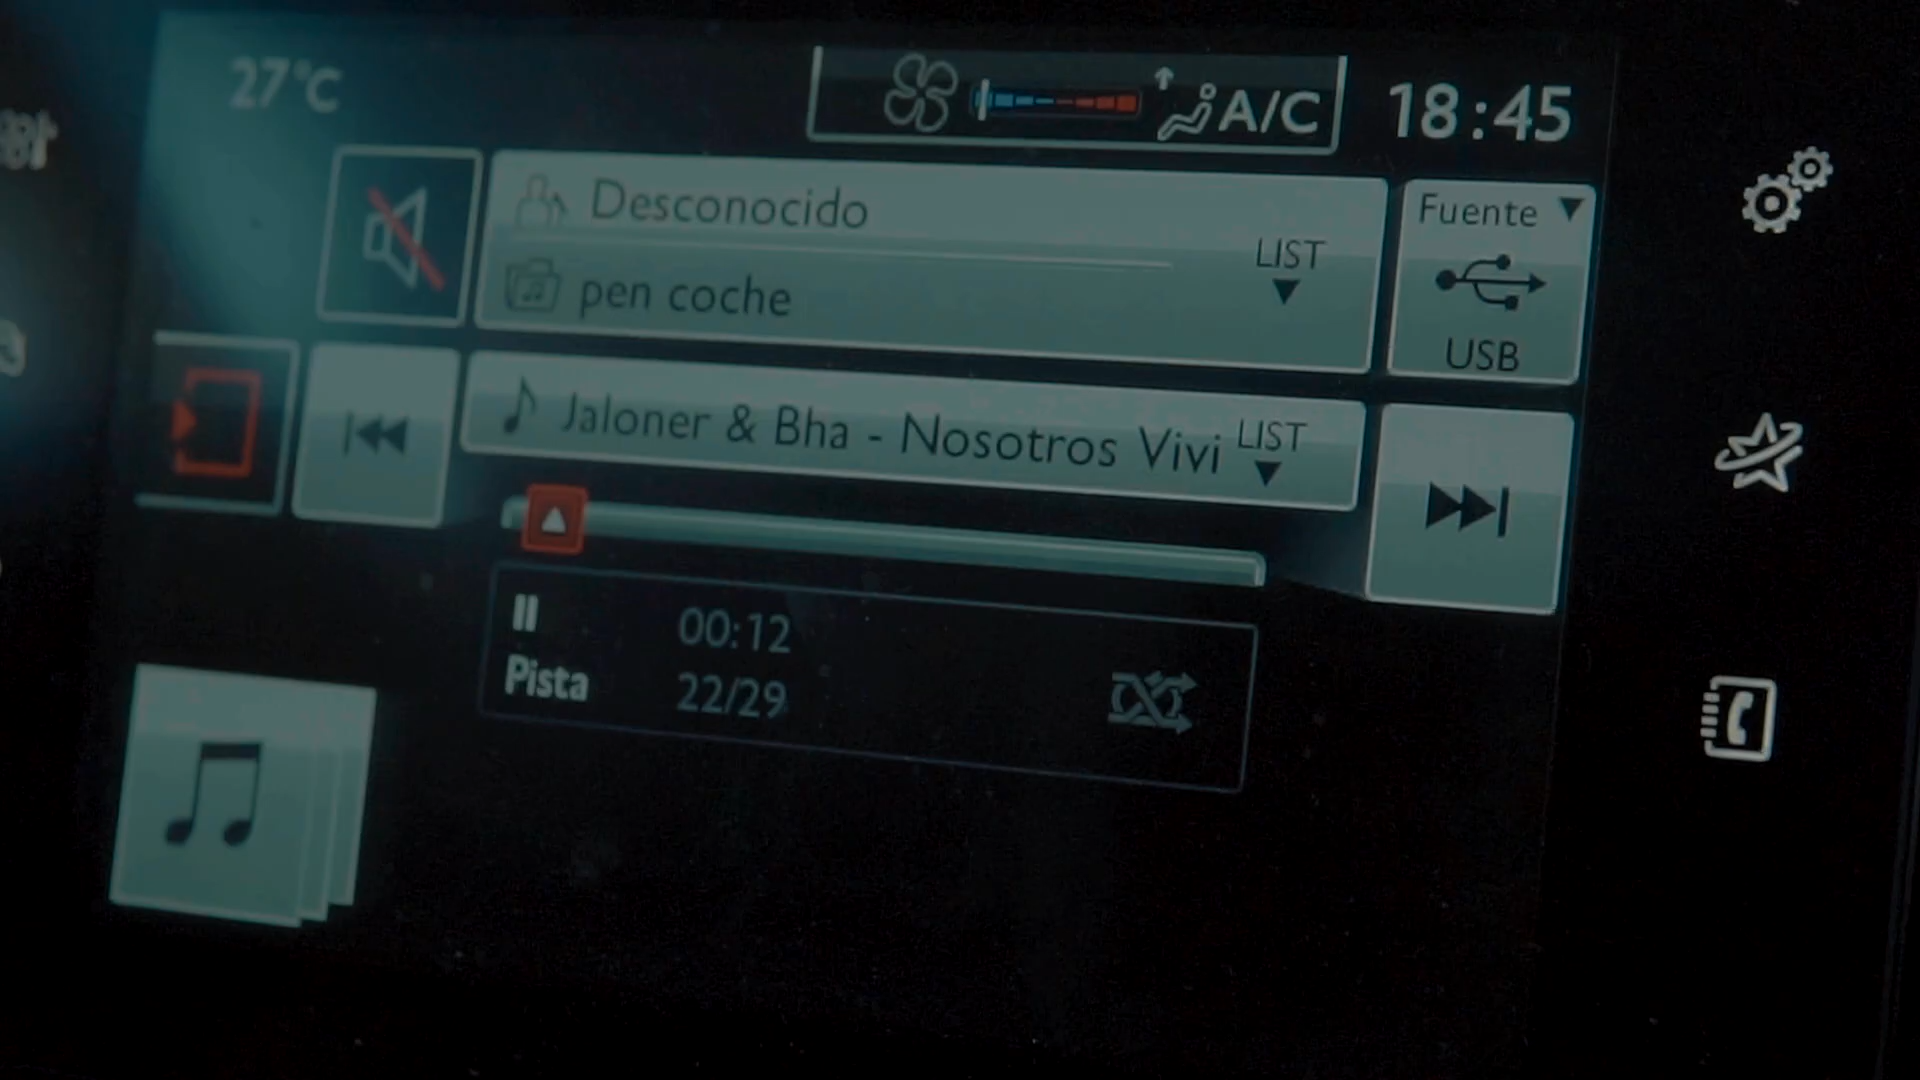 27°C
A/C
18:45
Desconocido
LIST
pen coche
Fuente
USB
Jaloner & Bha - Nosotros Vivi
LIST
00:12
Pista
22/29